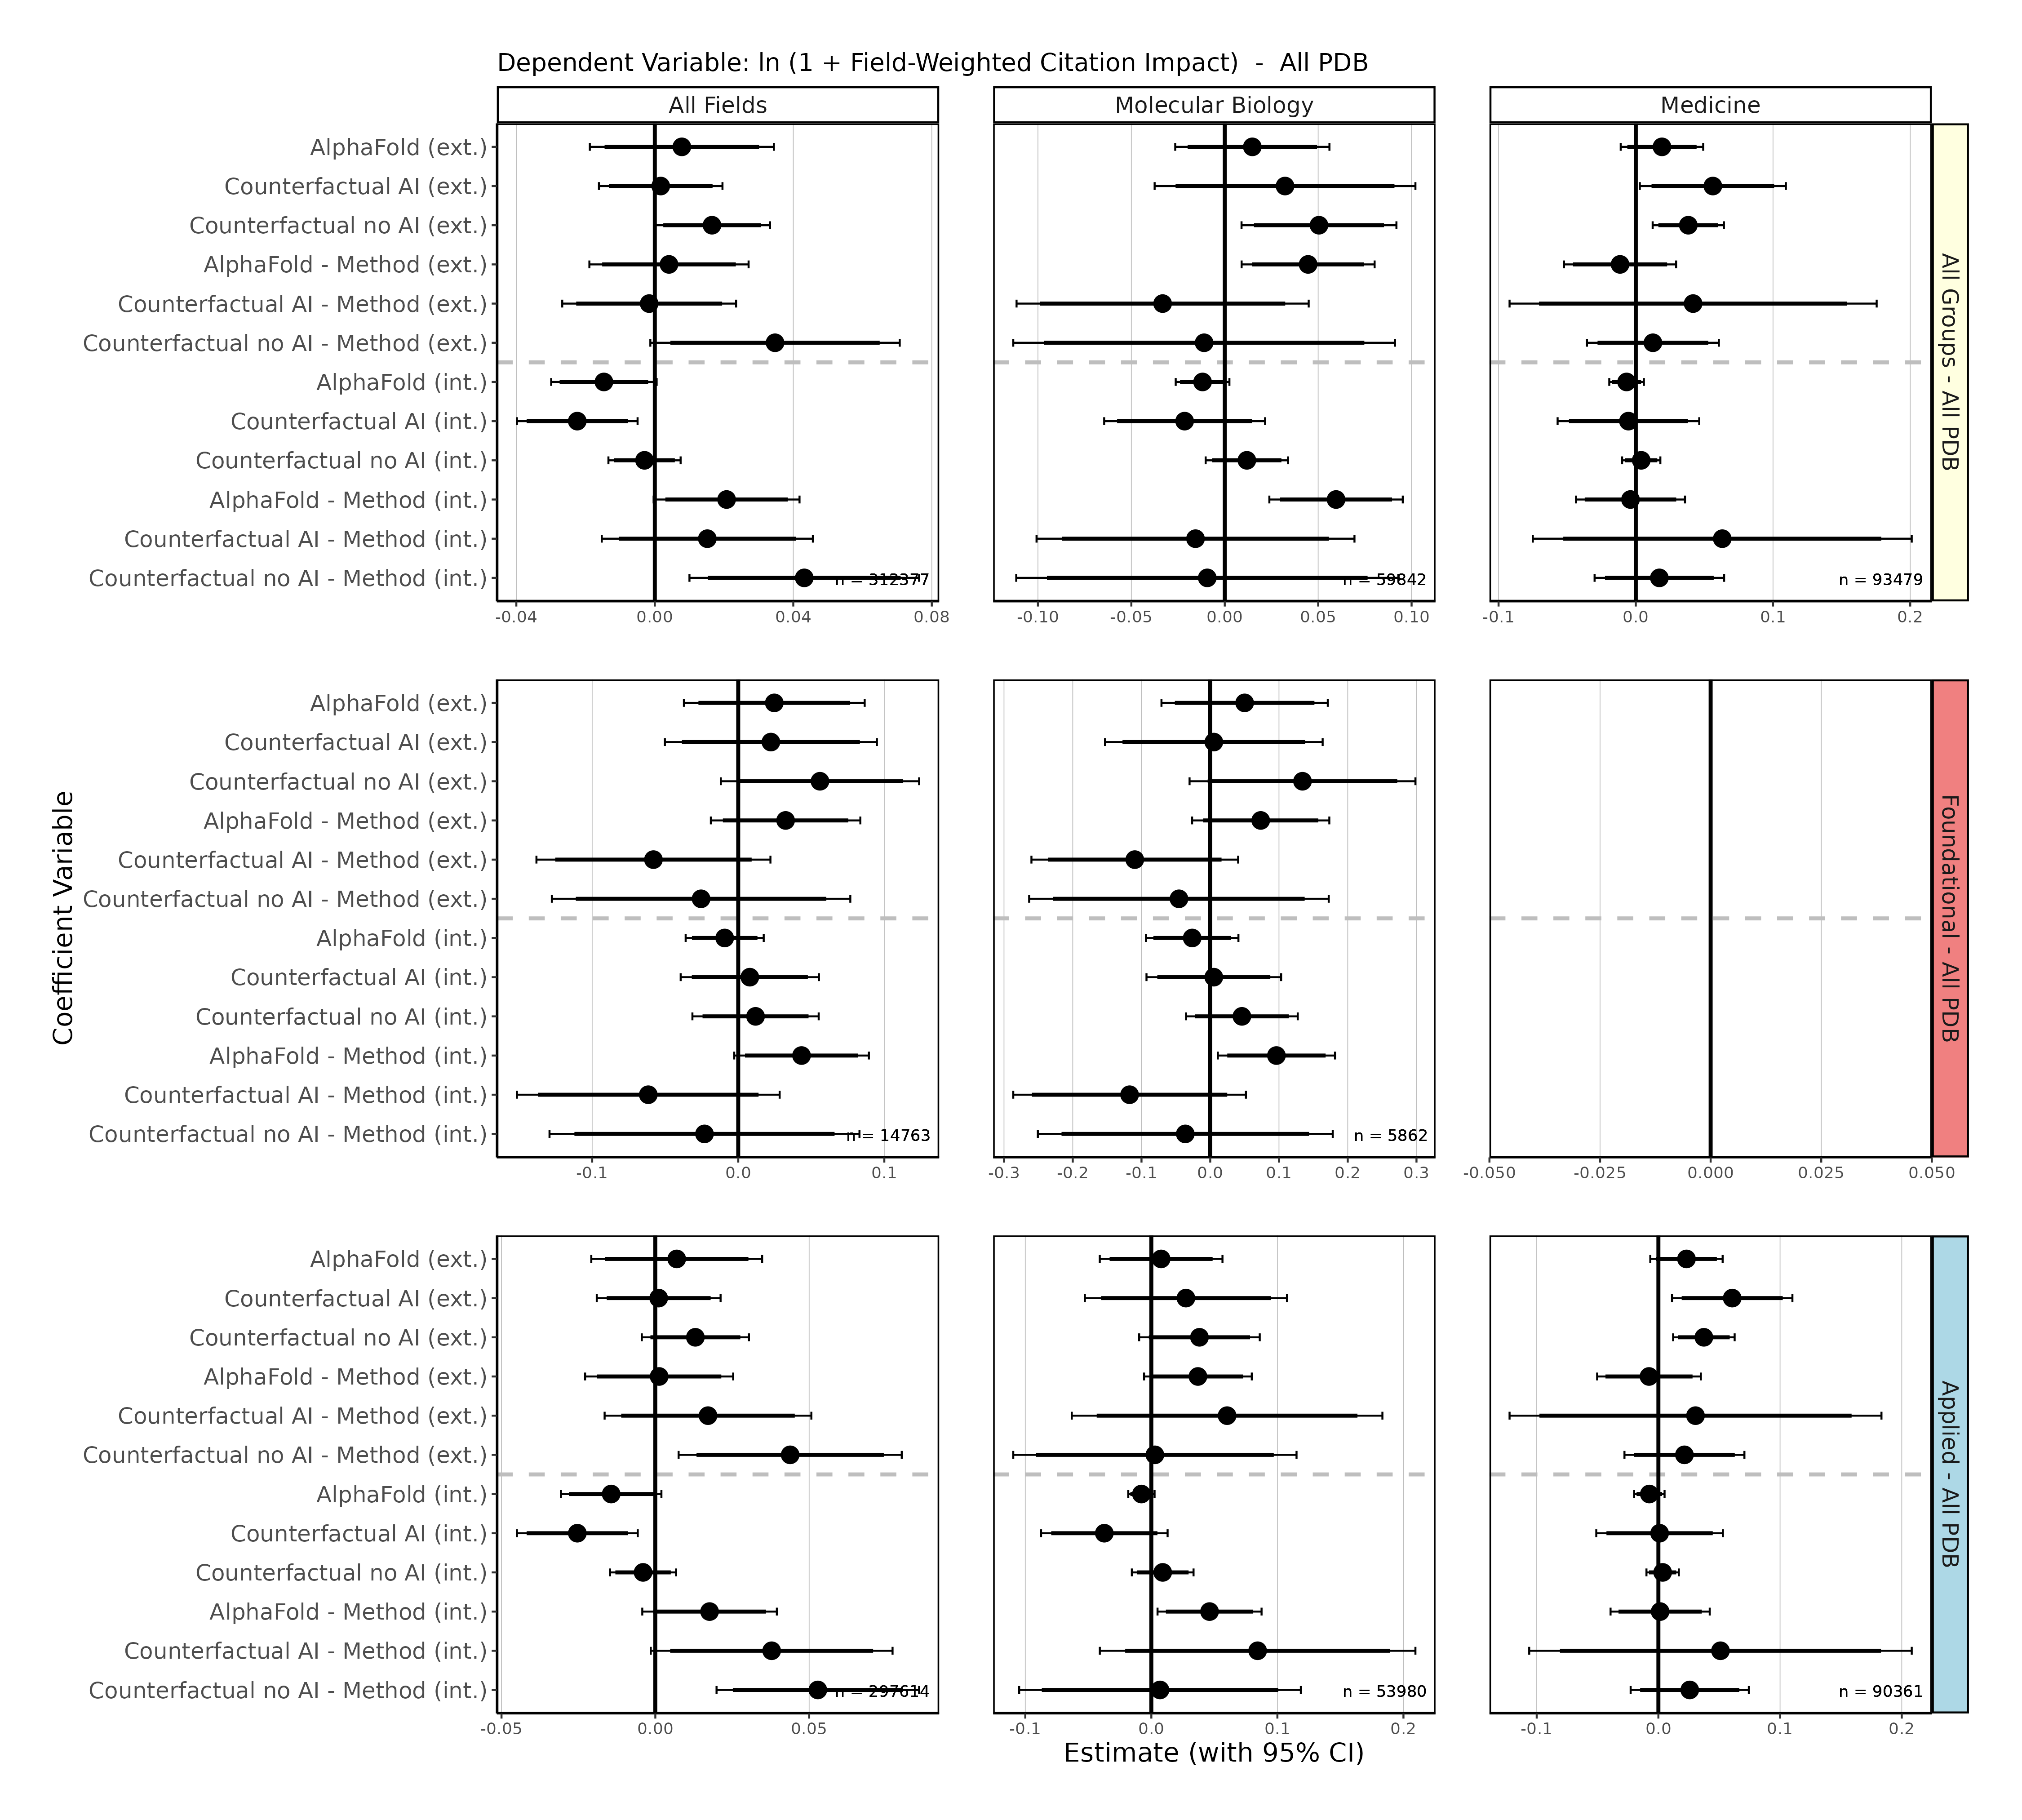 Dependent Variable: ln (1 + Field-Weighted Citation Impact)  -  All PDB
All Fields
Molecular Biology
Medicine
AlphaFold (ext.)
Counterfactual AI (ext.)
Counterfactual no AI (ext.)
AlphaFold - Method (ext.)
Counterfactual AI - Method (ext.)
Counterfactual no AI - Method (ext.)
AlphaFold (int.)
Counterfactual AI (int.)
Counterfactual no AI (int.)
AlphaFold - Method (int.)
Counterfactual AI - Method (int.)
Counterfactual no AI - Method (int.)
n = 312377
n = 59842
n = 93479
All Groups - All PDB
-0.04 0.00 0.04 0.08
-0.10 -0.05 0.00 0.05 0.10
-0.1 0.0 0.1 0.2
Coefficient Variable
AlphaFold (ext.)
Counterfactual AI (ext.)
Counterfactual no AI (ext.)
AlphaFold - Method (ext.)
Counterfactual AI - Method (ext.)
Counterfactual no AI - Method (ext.)
AlphaFold (int.)
Counterfactual AI (int.)
Counterfactual no AI (int.)
AlphaFold - Method (int.)
Counterfactual AI - Method (int.)
Counterfactual no AI - Method (int.)
n = 14763
n = 5862
Foundational - All PDB
-0.1 0.0 0.1
-0.3 -0.2 -0.1 0.0 0.1 0.2 0.3
-0.050 -0.025 0.000 0.025 0.050
AlphaFold (ext.)
Counterfactual AI (ext.)
Counterfactual no AI (ext.)
AlphaFold - Method (ext.)
Counterfactual AI - Method (ext.)
Counterfactual no AI - Method (ext.)
AlphaFold (int.)
Counterfactual AI (int.)
Counterfactual no AI (int.)
AlphaFold - Method (int.)
Counterfactual AI - Method (int.)
Counterfactual no AI - Method (int.)
n = 297614
n = 53980
n = 90361
Applied - All PDB
-0.05 0.00 0.05
-0.1 0.0 0.1 0.2
-0.1 0.0 0.1 0.2
Estimate (with 95% CI)